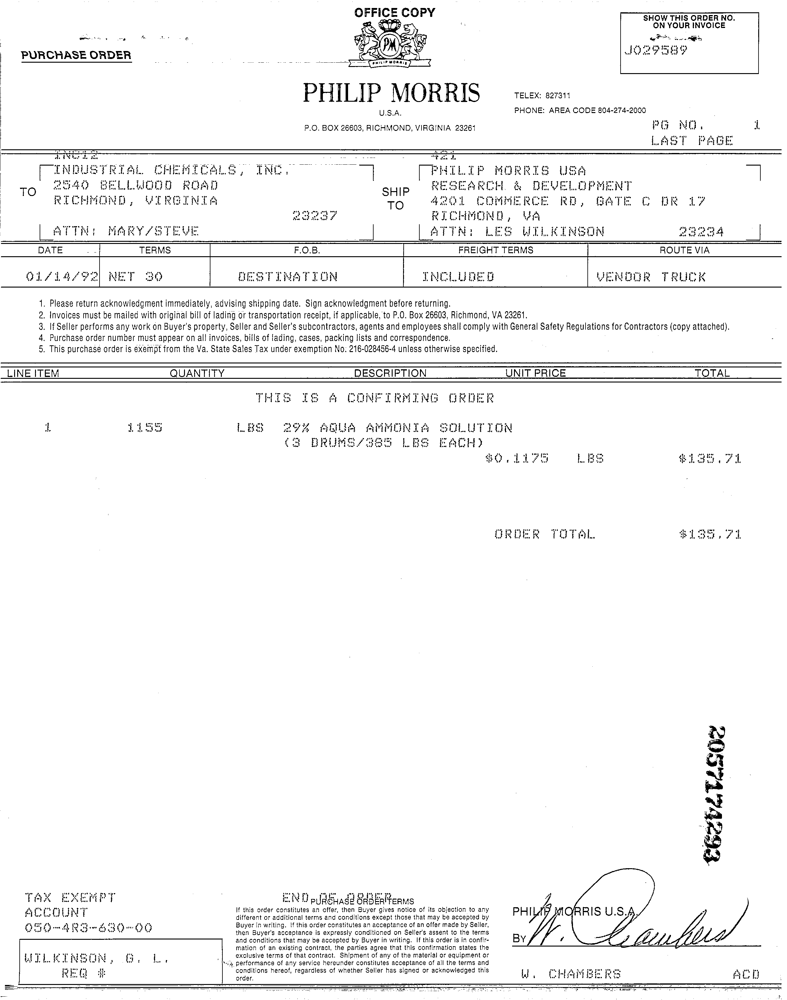 OFFICE COPY
SHOW THIS ORDER NO.
ON YOUR INVOICE
J029589
PURCHASE ORDER
PM
PHILIP MORRIS
PHILIP MORRIS
U.S.A.
P.O. BOX 26603, RICHMOND, VIRGINIA 23261
TELEX: 827311
PHONE: AREA CODE 804-274-2000
PG NO. 1
LAST PAGE
INC12
421
TO
INDUSTRIAL CHEMICALS, INC.
2540 BELLWOOD ROAD
RICHMOND, VIRGINIA
23237
ATTN: MARY/STEVE
SHIP TO
PHILIP MORRIS USA
RESEARCH & DEVELOPMENT
4201 COMMERCE RD, GATE C DR 17
RICHMOND, VA
ATTN: LES WILKINSON 23234
DATE TERMS F.O.B. FREIGHT TERMS ROUTE VIA
01/14/92 NET 30 DESTINATION INCLUDED VENDOR TRUCK
1. Please return acknowledgment immediately, advising shipping date. Sign acknowledgment before returning.
2. Invoices must be mailed with original bill of lading or transportation receipt, if applicable, to P.O. Box 26603, Richmond, VA 23261.
3. If Seller performs any work on Buyer's property, Seller and Seller's subcontractors, agents and employees shall comply with General Safety Regulations for Contractors (copy attached).
4. Purchase order number must appear on all invoices, bills of lading, cases, packing lists and correspondence.
5. This purchase order is exempt from the Va. State Sales Tax under exemption No. 216-028456-4 unless otherwise specified.
LINE ITEM QUANTITY DESCRIPTION UNIT PRICE TOTAL
THIS IS A CONFIRMING ORDER
1 1155 LBS 29% AQUA AMMONIA SOLUTION
(3 DRUMS/385 LBS EACH)
$0.1175 LBS $135.71
ORDER TOTAL $135.71
2057174293
TAX EXEMPT
ACCOUNT
050-4R3-630-00
WILKINSON, G. L.
REQ #
END OF ORDER
PURCHASE ORDER TERMS
If this order constitutes an offer, then Buyer gives notice of its objection to any
different or additional terms and conditions except those that may be accepted by
Buyer in writing. If this order constitutes an acceptance of an offer made by Seller,
then Buyer's acceptance is expressly conditioned on Seller's assent to the terms
and conditions that may be accepted by Buyer in writing. If this order is in confir-
mation of an existing contract, the parties agree that this confirmation states the
exclusive terms of that contract. Shipment of any of the material or equipment or
performance of any service hereunder constitutes acceptance of all the terms and
conditions hereof, regardless of whether Seller has signed or acknowledged this
order.
PHILIP MORRIS U.S.A.
BY W. Chambers
W. CHAMBERS ACD